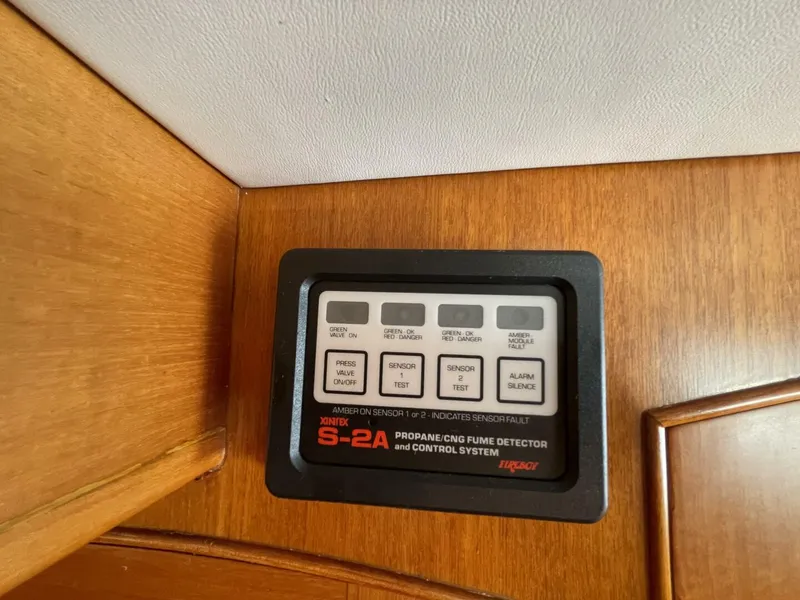 GREEN VALVE ON
GREEN - OK RED - DANGER
GREEN - OK RED - DANGER
AMBER - MODULE FAULT
PRESS VALVE ON/OFF
SENSOR 1 TEST
SENSOR 2 TEST
ALARM SILENCE
AMBER ON SENSOR 1 or 2 - INDICATES SENSOR FAULT
XINTEX
S-2A PROPANE/CNG FUME DETECTOR
and CONTROL SYSTEM
FIREBOY